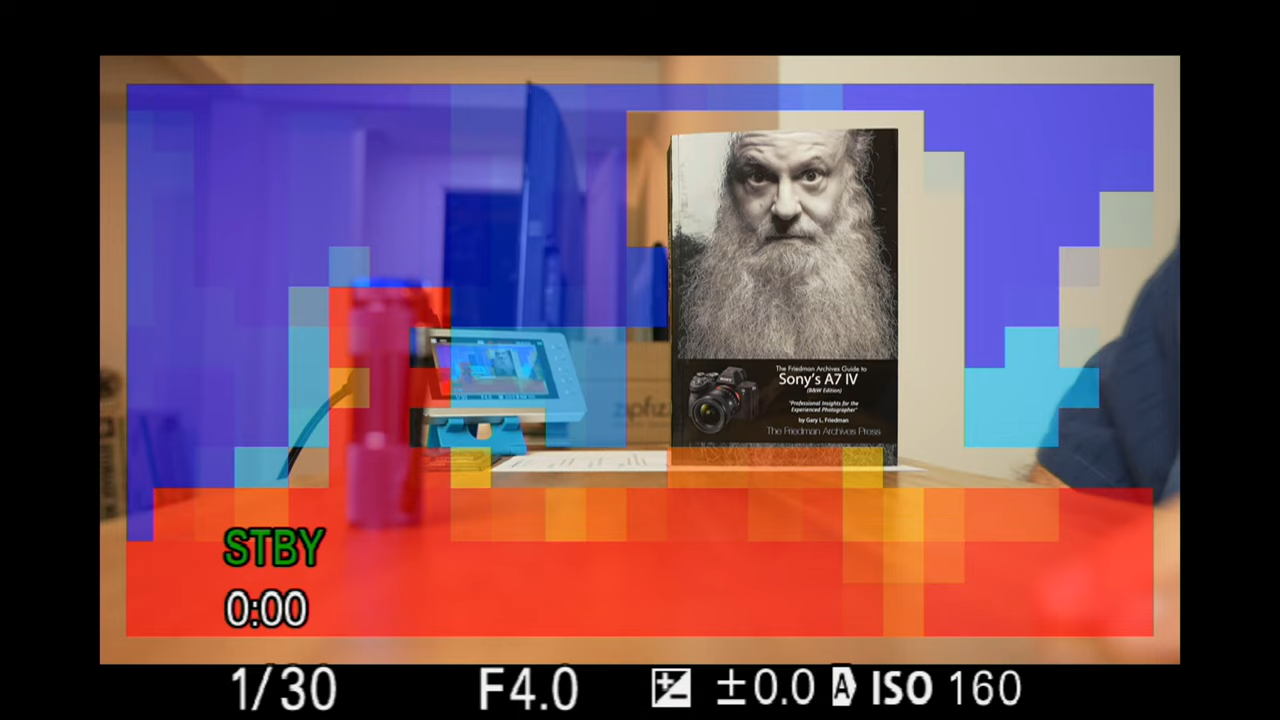 The Friedman Archives Guide to
Sony's A7 IV
(B&W Edition)
"Professional Insights for the
Experienced Photographer"
by Gary L. Friedman
The Friedman Archives Press
zipfizz
STBY
0:00
1/30 F4.0 ±0.0 A ISO 160